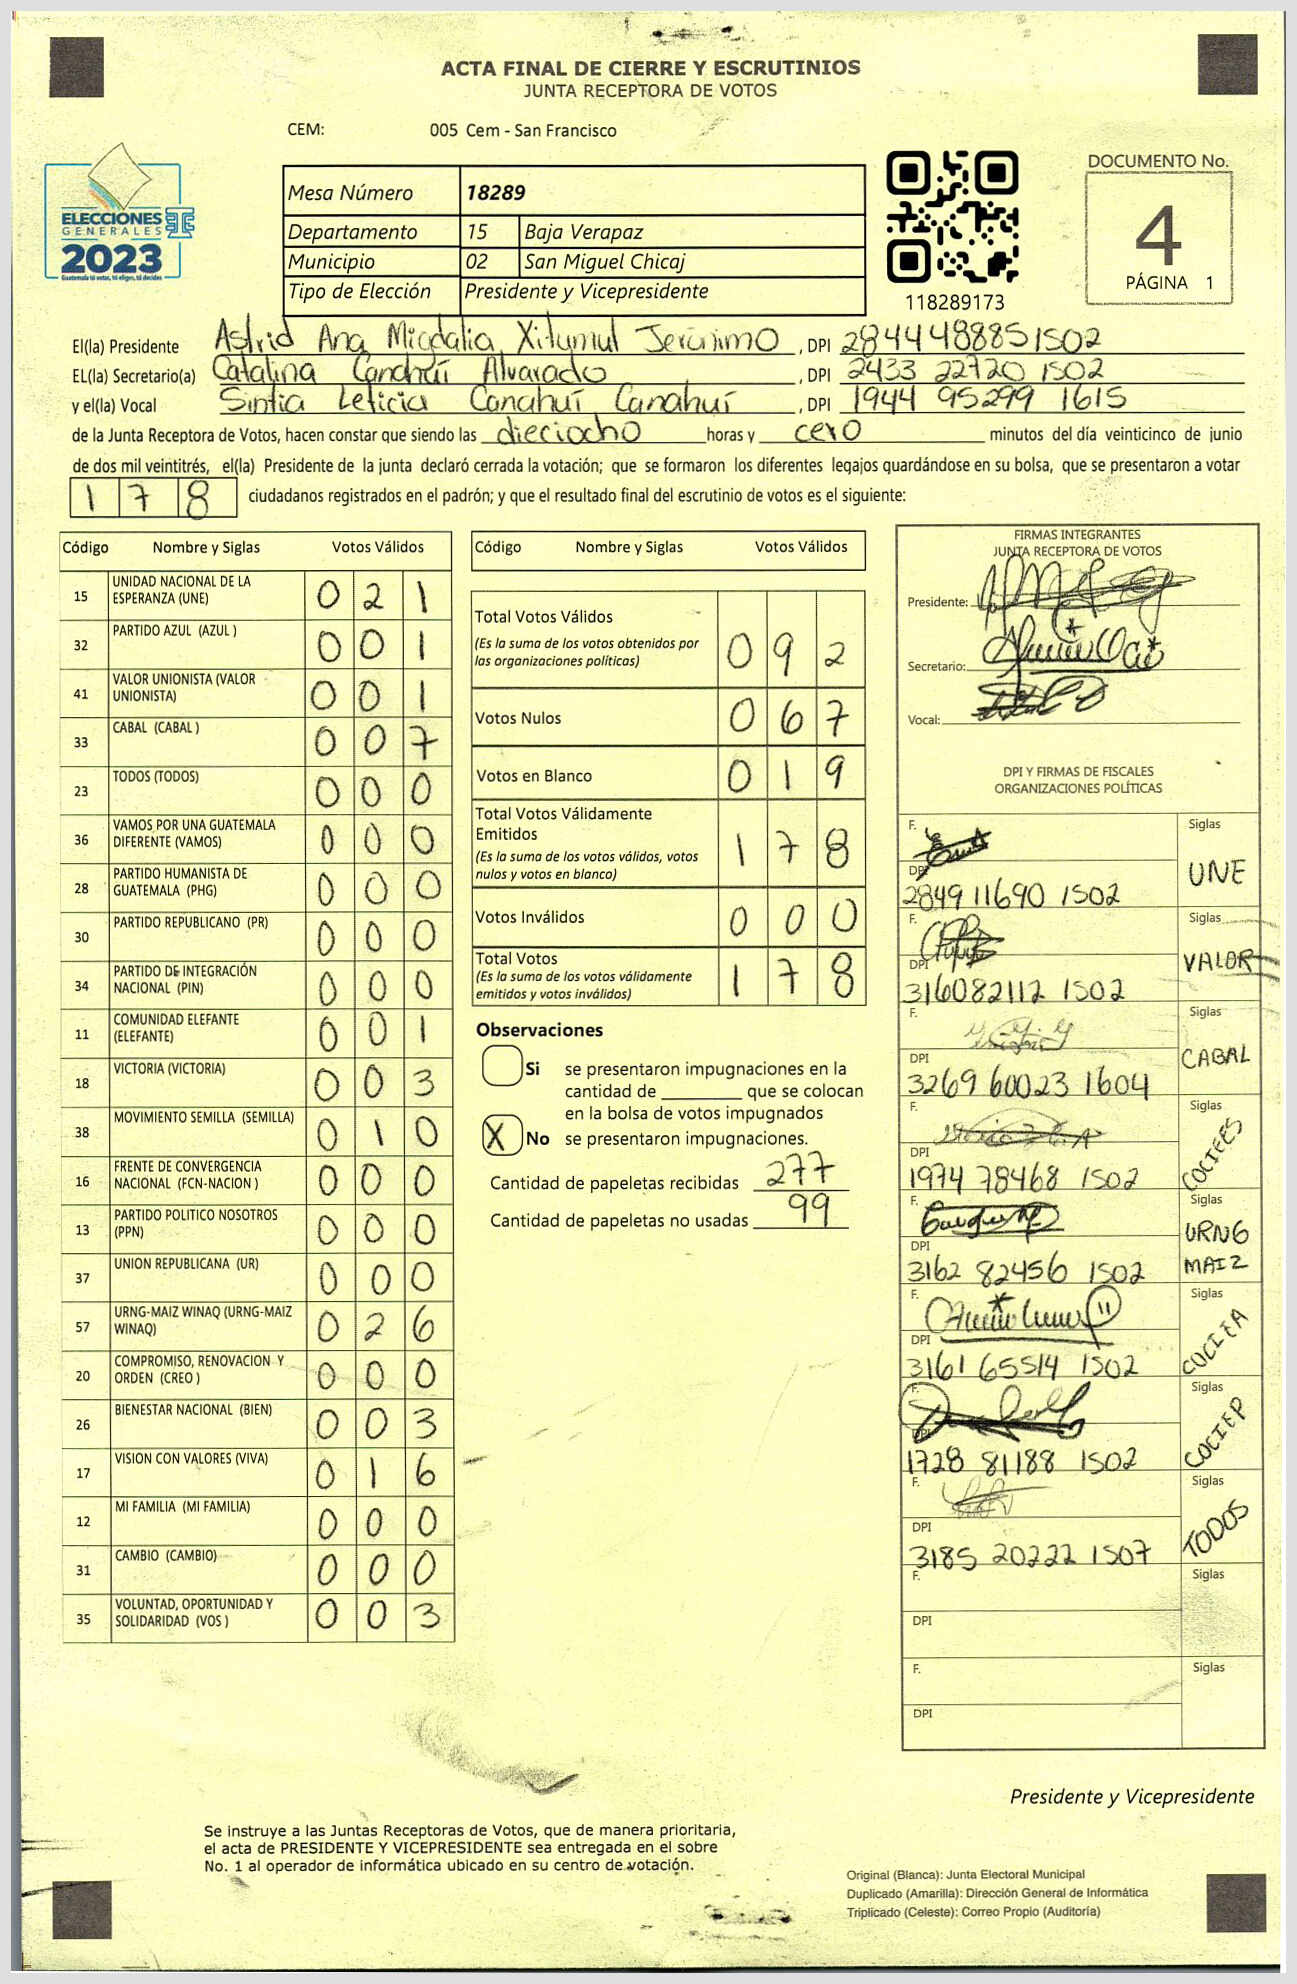 ACTA FINAL DE CIERRE Y ESCRUTINIOS
JUNTA RECEPTORA DE VOTOS
CEM: 005 Cem - San Francisco
ELECCIONES
GENERALES
2023
Guatemala tú votas, tú eliges, tú decides
Mesa Número 18289
Departamento 15 Baja Verapaz
Municipio 02 San Miguel Chicaj
Tipo de Elección Presidente y Vicepresidente
118289173
DOCUMENTO No.
4
PÁGINA 1
El(la) Presidente Astrid Ana Migdalia Xitumul Jerónimo, DPI 2844488851502
EL(la) Secretario(a) Catalina Canahuí Alvarado, DPI 2433 22720 1502
y el(la) Vocal Sintia Leticia Canahuí Canahuí, DPI 1944 95299 1615
de la Junta Receptora de Votos, hacen constar que siendo las dieciocho horas y cero minutos del día veinticinco de junio
de dos mil veintitrés, el(la) Presidente de la junta declaró cerrada la votación; que se formaron los diferentes legajos guardándose en su bolsa, que se presentaron a votar
178 ciudadanos registrados en el padrón; y que el resultado final del escrutinio de votos es el siguiente:
Código Nombre y Siglas Votos Válidos
15 UNIDAD NACIONAL DE LA ESPERANZA (UNE) 0 2 1
32 PARTIDO AZUL (AZUL ) 0 0 1
41 VALOR UNIONISTA (VALOR UNIONISTA) 0 0 1
33 CABAL (CABAL ) 0 0 7
23 TODOS (TODOS) 0 0 0
36 VAMOS POR UNA GUATEMALA DIFERENTE (VAMOS) 0 0 0
28 PARTIDO HUMANISTA DE GUATEMALA (PHG) 0 0 0
30 PARTIDO REPUBLICANO (PR) 0 0 0
34 PARTIDO DE INTEGRACIÓN NACIONAL (PIN) 0 0 0
11 COMUNIDAD ELEFANTE (ELEFANTE) 0 0 1
18 VICTORIA (VICTORIA) 0 0 3
38 MOVIMIENTO SEMILLA (SEMILLA) 0 1 0
16 FRENTE DE CONVERGENCIA NACIONAL (FCN-NACION ) 0 0 0
13 PARTIDO POLITICO NOSOTROS (PPN) 0 0 0
37 UNION REPUBLICANA (UR) 0 0 0
57 URNG-MAIZ WINAQ (URNG-MAIZ WINAQ) 0 2 6
20 COMPROMISO, RENOVACION Y ORDEN (CREO ) 0 0 0
26 BIENESTAR NACIONAL (BIEN) 0 0 3
17 VISION CON VALORES (VIVA) 0 1 6
12 MI FAMILIA (MI FAMILIA) 0 0 0
31 CAMBIO (CAMBIO) 0 0 0
35 VOLUNTAD, OPORTUNIDAD Y SOLIDARIDAD (VOS ) 0 0 3
Código Nombre y Siglas Votos Válidos
Total Votos Válidos
(Es la suma de los votos obtenidos por
las organizaciones políticas) 0 9 2
Votos Nulos 0 6 7
Votos en Blanco 0 1 9
Total Votos Válidamente
Emitidos
(Es la suma de los votos válidos, votos
nulos y votos en blanco) 1 7 8
Votos Inválidos 0 0 0
Total Votos
(Es la suma de los votos válidamente
emitidos y votos inválidos) 1 7 8
Observaciones
Si se presentaron impugnaciones en la
cantidad de ________ que se colocan
en la bolsa de votos impugnados
X No se presentaron impugnaciones.
Cantidad de papeletas recibidas 277
Cantidad de papeletas no usadas 99
FIRMAS INTEGRANTES
JUNTA RECEPTORA DE VOTOS
Presidente:
Secretario:
Vocal:
DPI Y FIRMAS DE FISCALES
ORGANIZACIONES POLÍTICAS
F. Siglas
DPI UNE
2849 11690 1502
F. Siglas
DPI VALOR
316082112 1502
F. Siglas
DPI CABAL
3269 60023 1604
F. Siglas
DPI COCIEES
1974 78468 1502
F. Siglas
DPI URNG MAIZ
3162 82456 1502
F. Siglas
DPI COCIEA
3161 65514 1502
F. Siglas
DPI COCIEP
1728 81188 1502
F. Siglas
DPI TODOS
3185 20222 1507
F. Siglas
DPI
F. Siglas
DPI
Presidente y Vicepresidente
Se instruye a las Juntas Receptoras de Votos, que de manera prioritaria,
el acta de PRESIDENTE Y VICEPRESIDENTE sea entregada en el sobre
No. 1 al operador de informática ubicado en su centro de votación.
Original (Blanca): Junta Electoral Municipal
Duplicado (Amarilla): Dirección General de Informática
Triplicado (Celeste): Correo Propio (Auditoría)